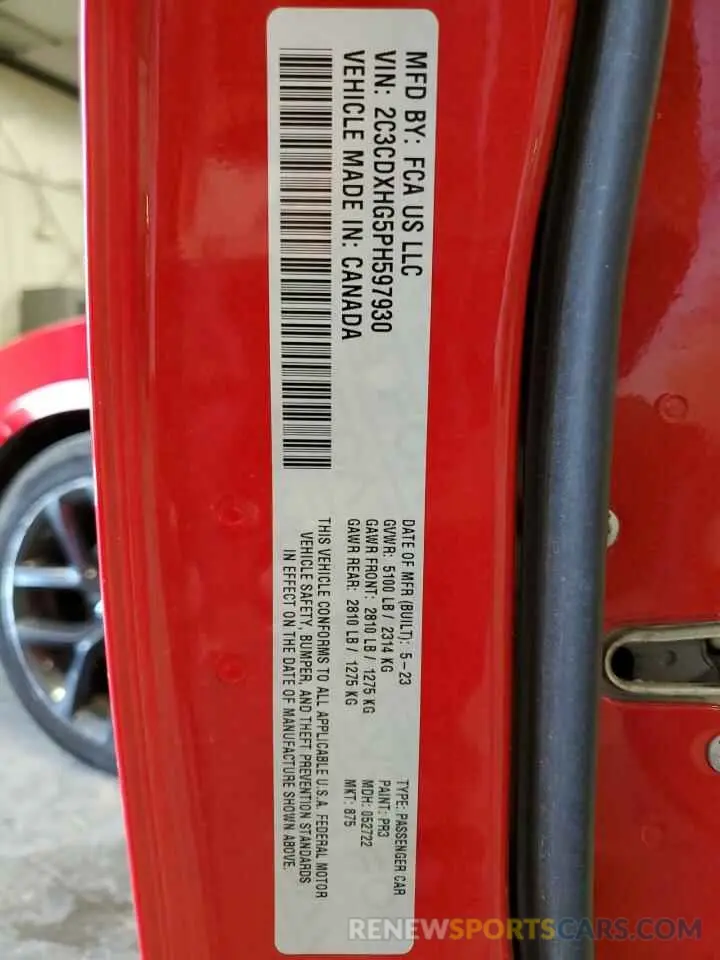 MFD BY: FCA US LLC
VIN: 2C3CDXHG5PH597930
VEHICLE MADE IN: CANADA
DATE OF MFR (BUILT): 5-23
GVWR: 5100 LB / 2314 KG
GAWR FRONT: 2810 LB / 1275 KG
GAWR REAR: 2810 LB / 1275 KG
TYPE: PASSENGER CAR
PAINT: PR3
MDH: 052722
MKT: 875
THIS VEHICLE CONFORMS TO ALL APPLICABLE U.S.A. FEDERAL MOTOR
VEHICLE SAFETY, BUMPER, AND THEFT PREVENTION STANDARDS
IN EFFECT ON THE DATE OF MANUFACTURE SHOWN ABOVE.
RENEWSPORTSCARS.COM